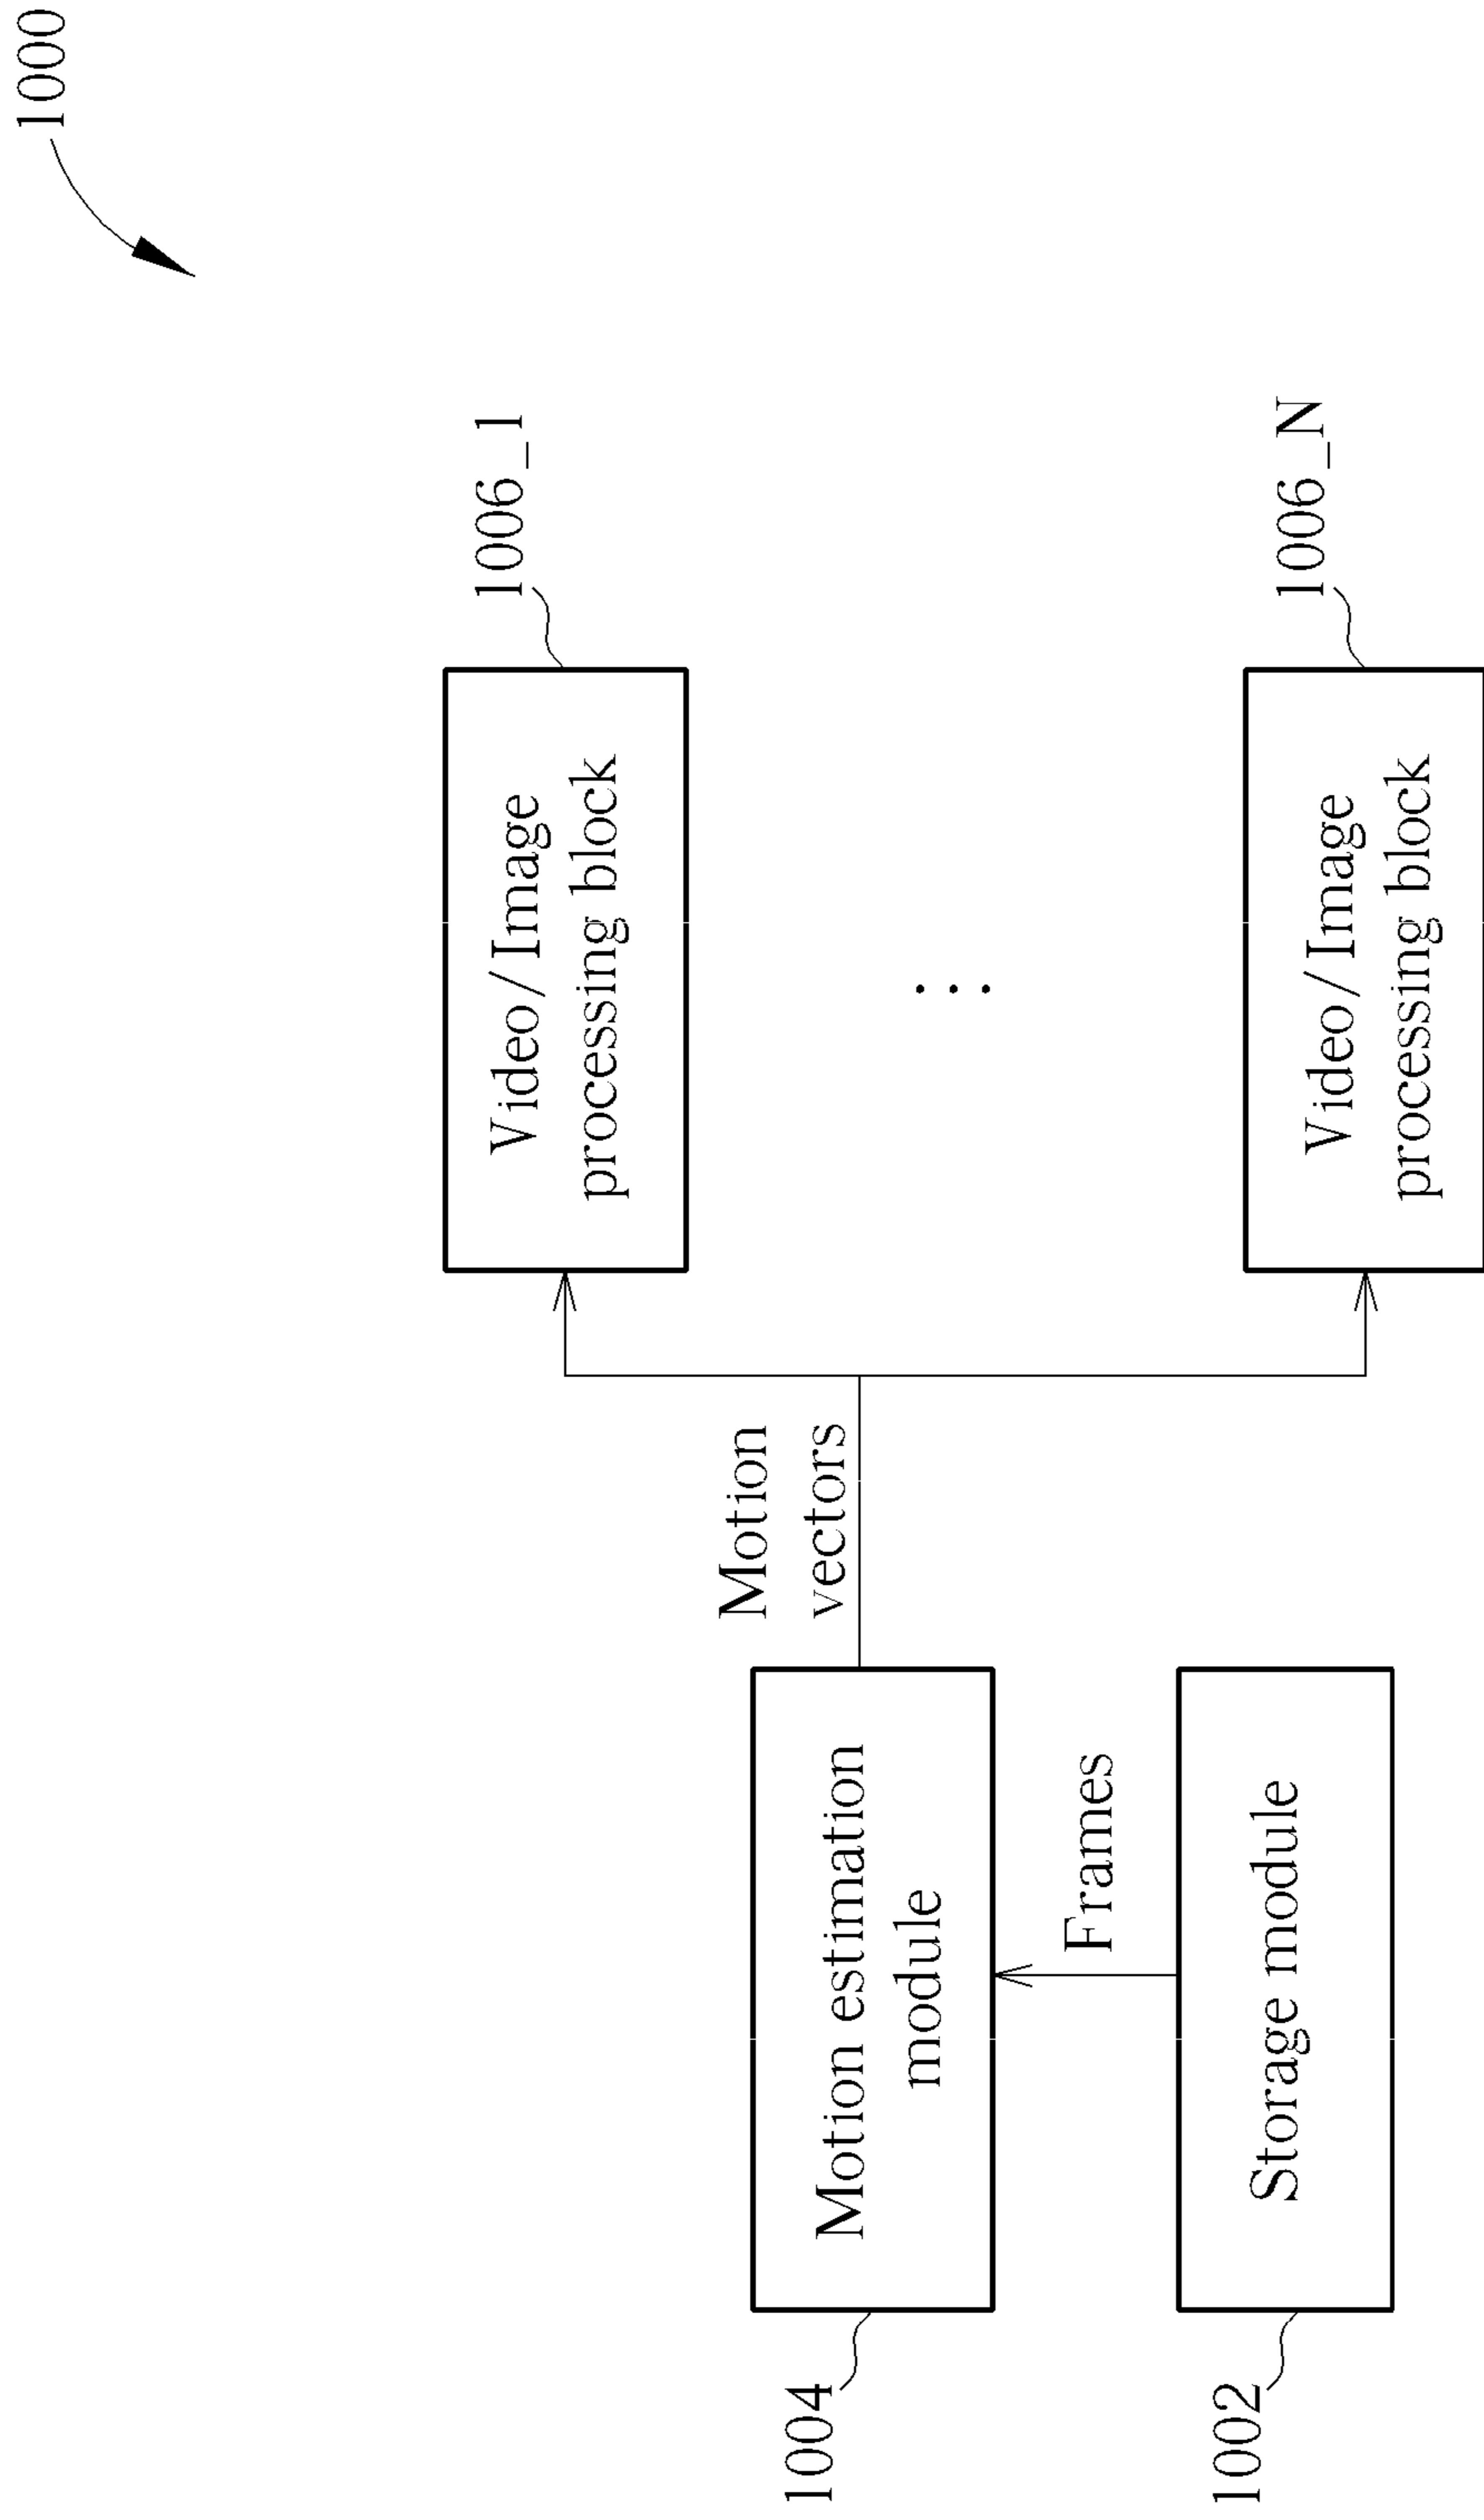 1000
1006_1
Video/Image
processing block
Motion
vectors
1004
Motion estimation
module
...
Frames
1006_N
Video/Image
processing block
1002
Storage module